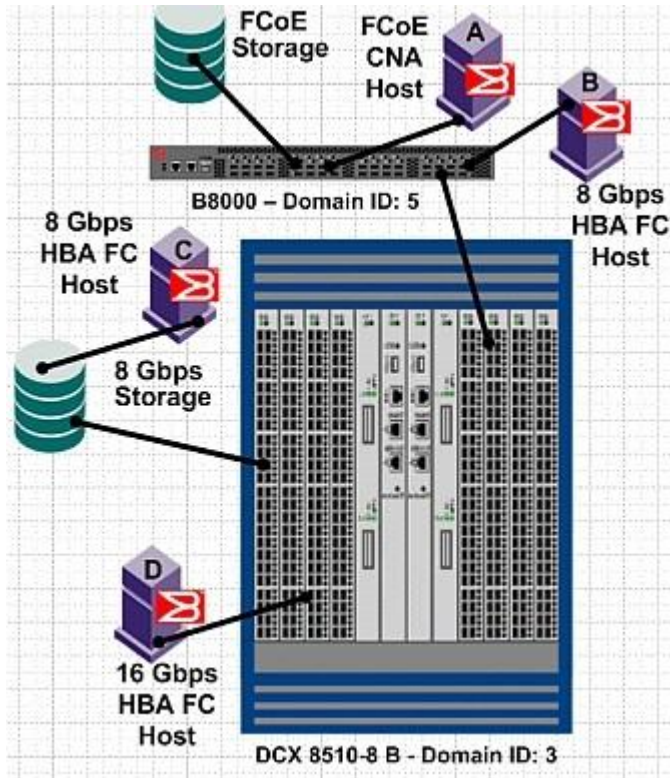 FCoE
Storage
FCoE
CNA
Host
A
B
B8000 – Domain ID: 5
8 Gbps
HBA FC
Host
8 Gbps
HBA FC
Host
C
8 Gbps
Storage
D
16 Gbps
HBA FC
Host
DCX 8510-8 B - Domain ID: 3